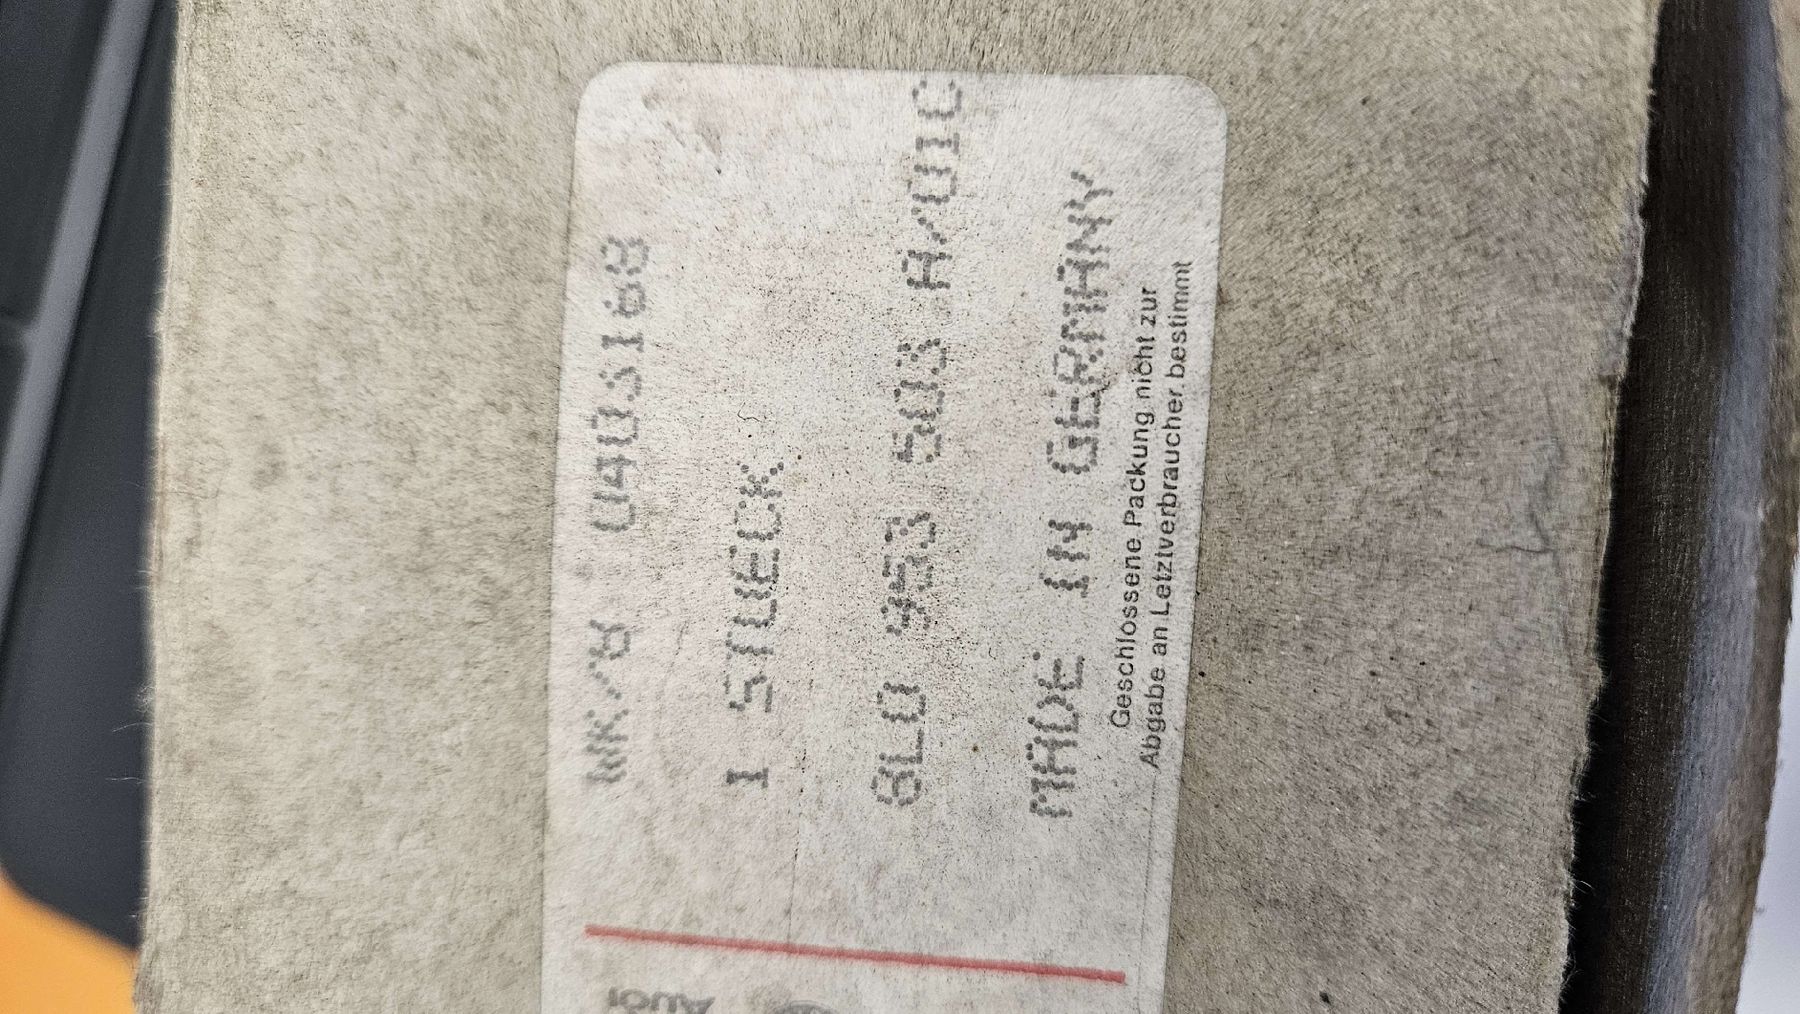 WK/8 U403168
1 STUECK
8L0 953 503 A/01C
MADE IN GERMANY
Geschlossene Packung nicht zur
Abgabe an Letztverbraucher bestimmt